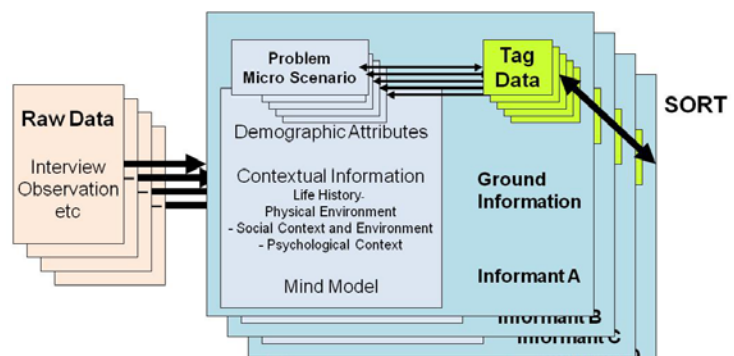 Raw Data
Interview
Observation
etc
Problem
Micro Scenario
Tag
Data
Demographic Attributes
Contextual Information
Life History-
Physical Environment
- Social Context and Environment
- Psychological Context
Mind Model
Ground
Information
Informant A
Informant B
Informant C
SORT